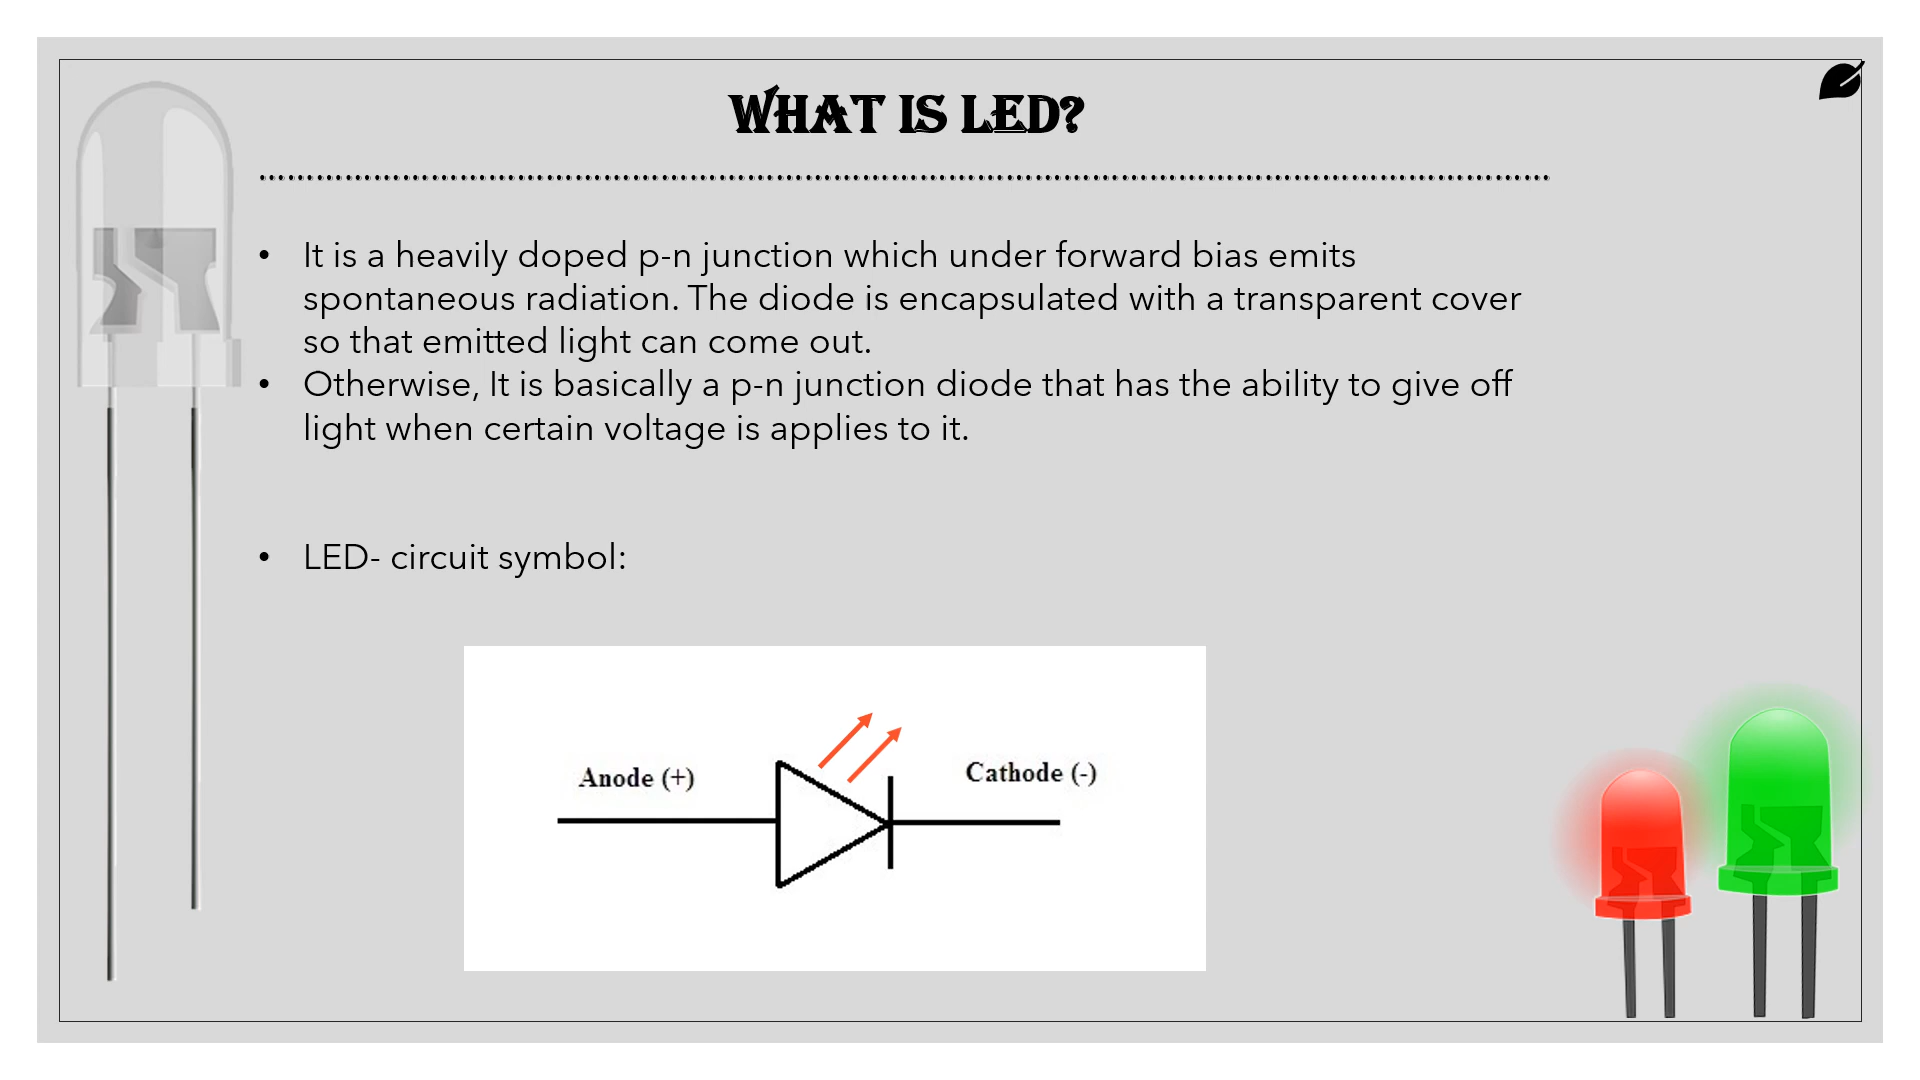 WHAT IS LED?
• It is a heavily doped p-n junction which under forward bias emits
spontaneous radiation. The diode is encapsulated with a transparent cover
so that emitted light can come out.
• Otherwise, It is basically a p-n junction diode that has the ability to give off
light when certain voltage is applies to it.
• LED- circuit symbol:
Anode (+)
Cathode (-)